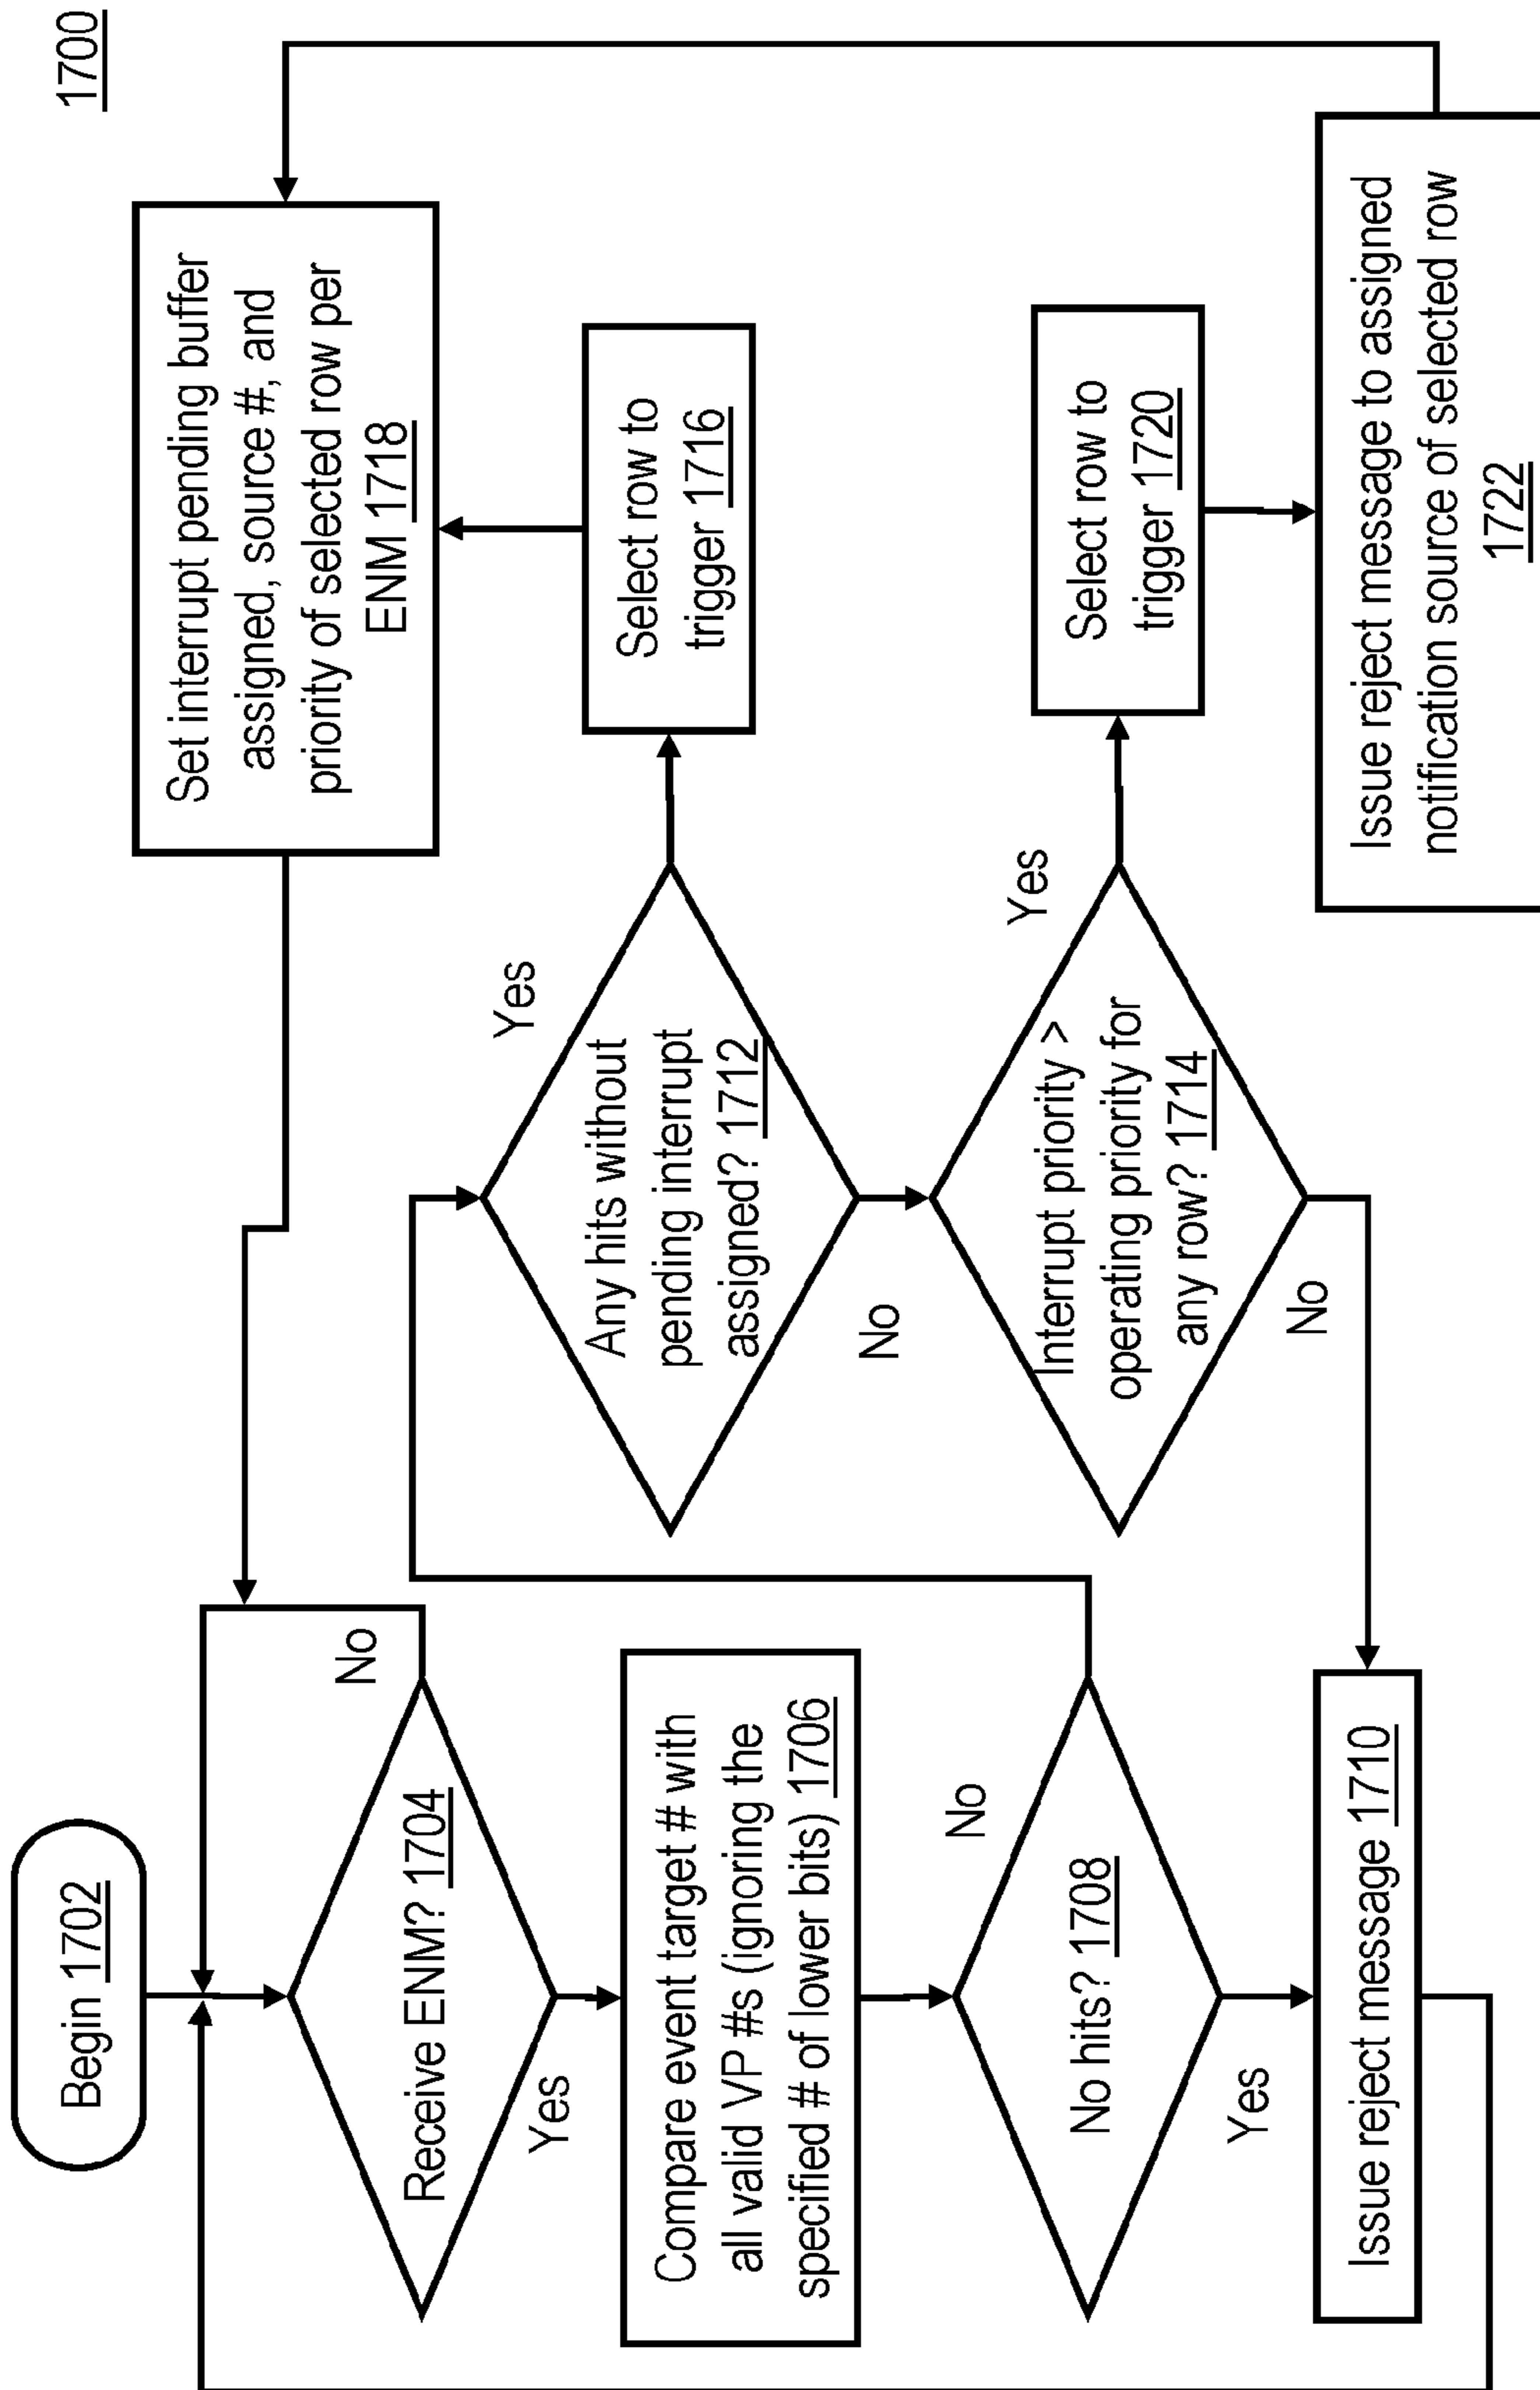 1700
Begin 1702
Receive ENM? 1704
No
Yes
Compare event target # with
all valid VP #s (ignoring the
specified # of lower bits) 1706
No hits? 1708
No
Yes
Issue reject message 1710
Any hits without
pending interrupt
assigned? 1712
Yes
No
Interrupt priority >
operating priority for
any row? 1714
Yes
No
Select row to
trigger 1716
Set interrupt pending buffer
assigned, source #, and
priority of selected row per
ENM 1718
Select row to
trigger 1720
Issue reject message to assigned
notification source of selected row
1722